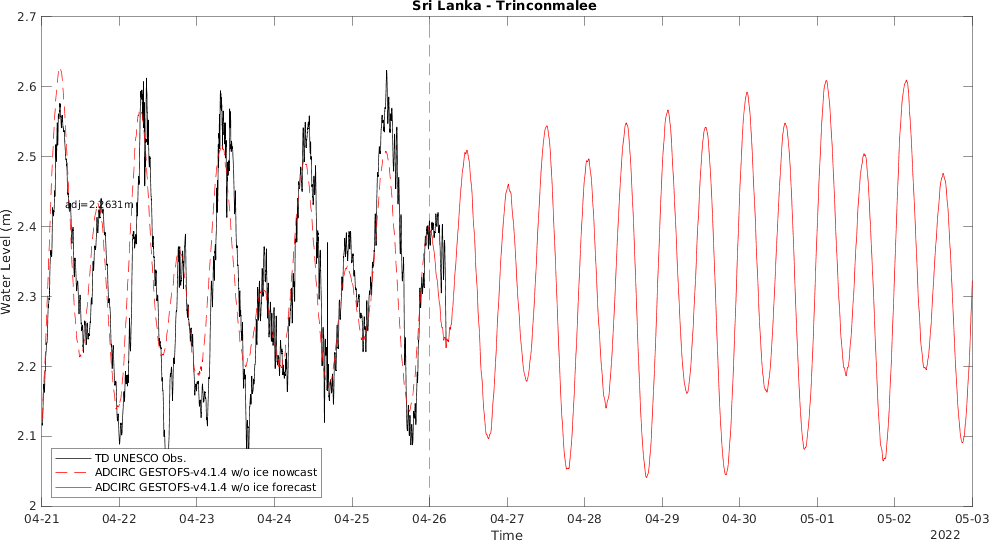 Sri Lanka - Trinconmalee
2.7
2.6
2.5
2.4
2.3
2.2
2.1
2
Water Level (m)
TD UNESCO Obs.
ADCIRC GESTOFS-v4.1.4 w/o ice nowcast
ADCIRC GESTOFS-v4.1.4 w/o ice forecast
04-21 04-22 04-23 04-24 04-25 04-26 04-27 04-28 04-29 04-30 05-01 05-02 05-03
Time
2022